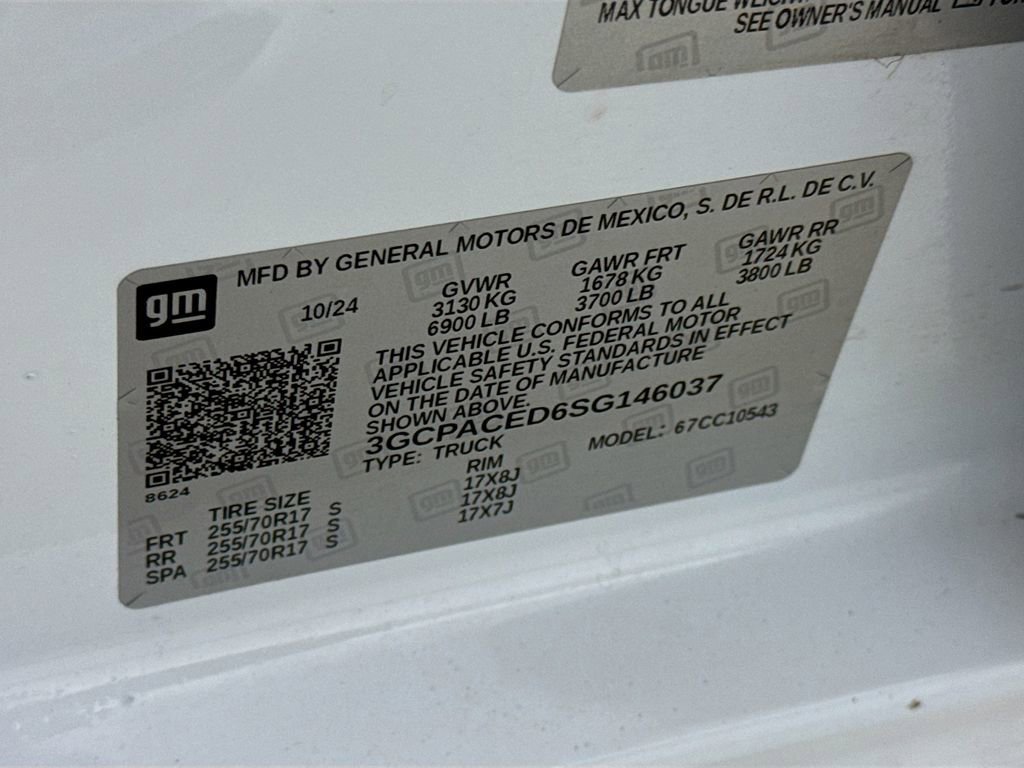 MAX TONGUE WEIGHT
SEE OWNER'S MANUAL
gm
MFD BY GENERAL MOTORS DE MEXICO, S. DE R.L. DE C.V.
10/24
GVWR GAWR FRT GAWR RR
3130 KG 1678 KG 1724 KG
6900 LB 3700 LB 3800 LB
THIS VEHICLE CONFORMS TO ALL
APPLICABLE U.S. FEDERAL MOTOR
VEHICLE SAFETY STANDARDS IN EFFECT
ON THE DATE OF MANUFACTURE
SHOWN ABOVE.
3GCPACED6SG146037
TYPE: TRUCK MODEL: 67CC10543
8624
TIRE SIZE RIM
FRT 255/70R17 S 17X8J
RR 255/70R17 S 17X8J
SPA 255/70R17 S 17X7J